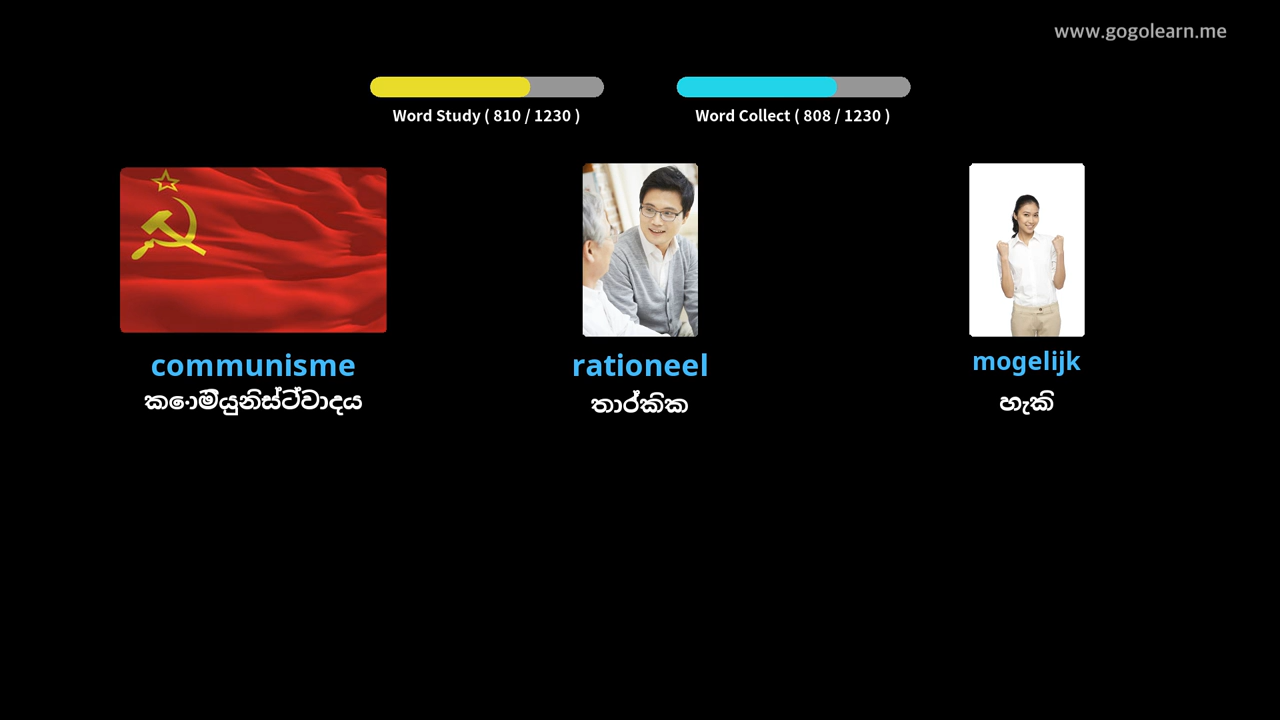 www.gogolearn.me
Word Study ( 810 / 1230 )
Word Collect ( 808 / 1230 )
communisme
rationeel
mogelijk
කොමියුනිස්ට්වාදය
තාර්කික
හැකි